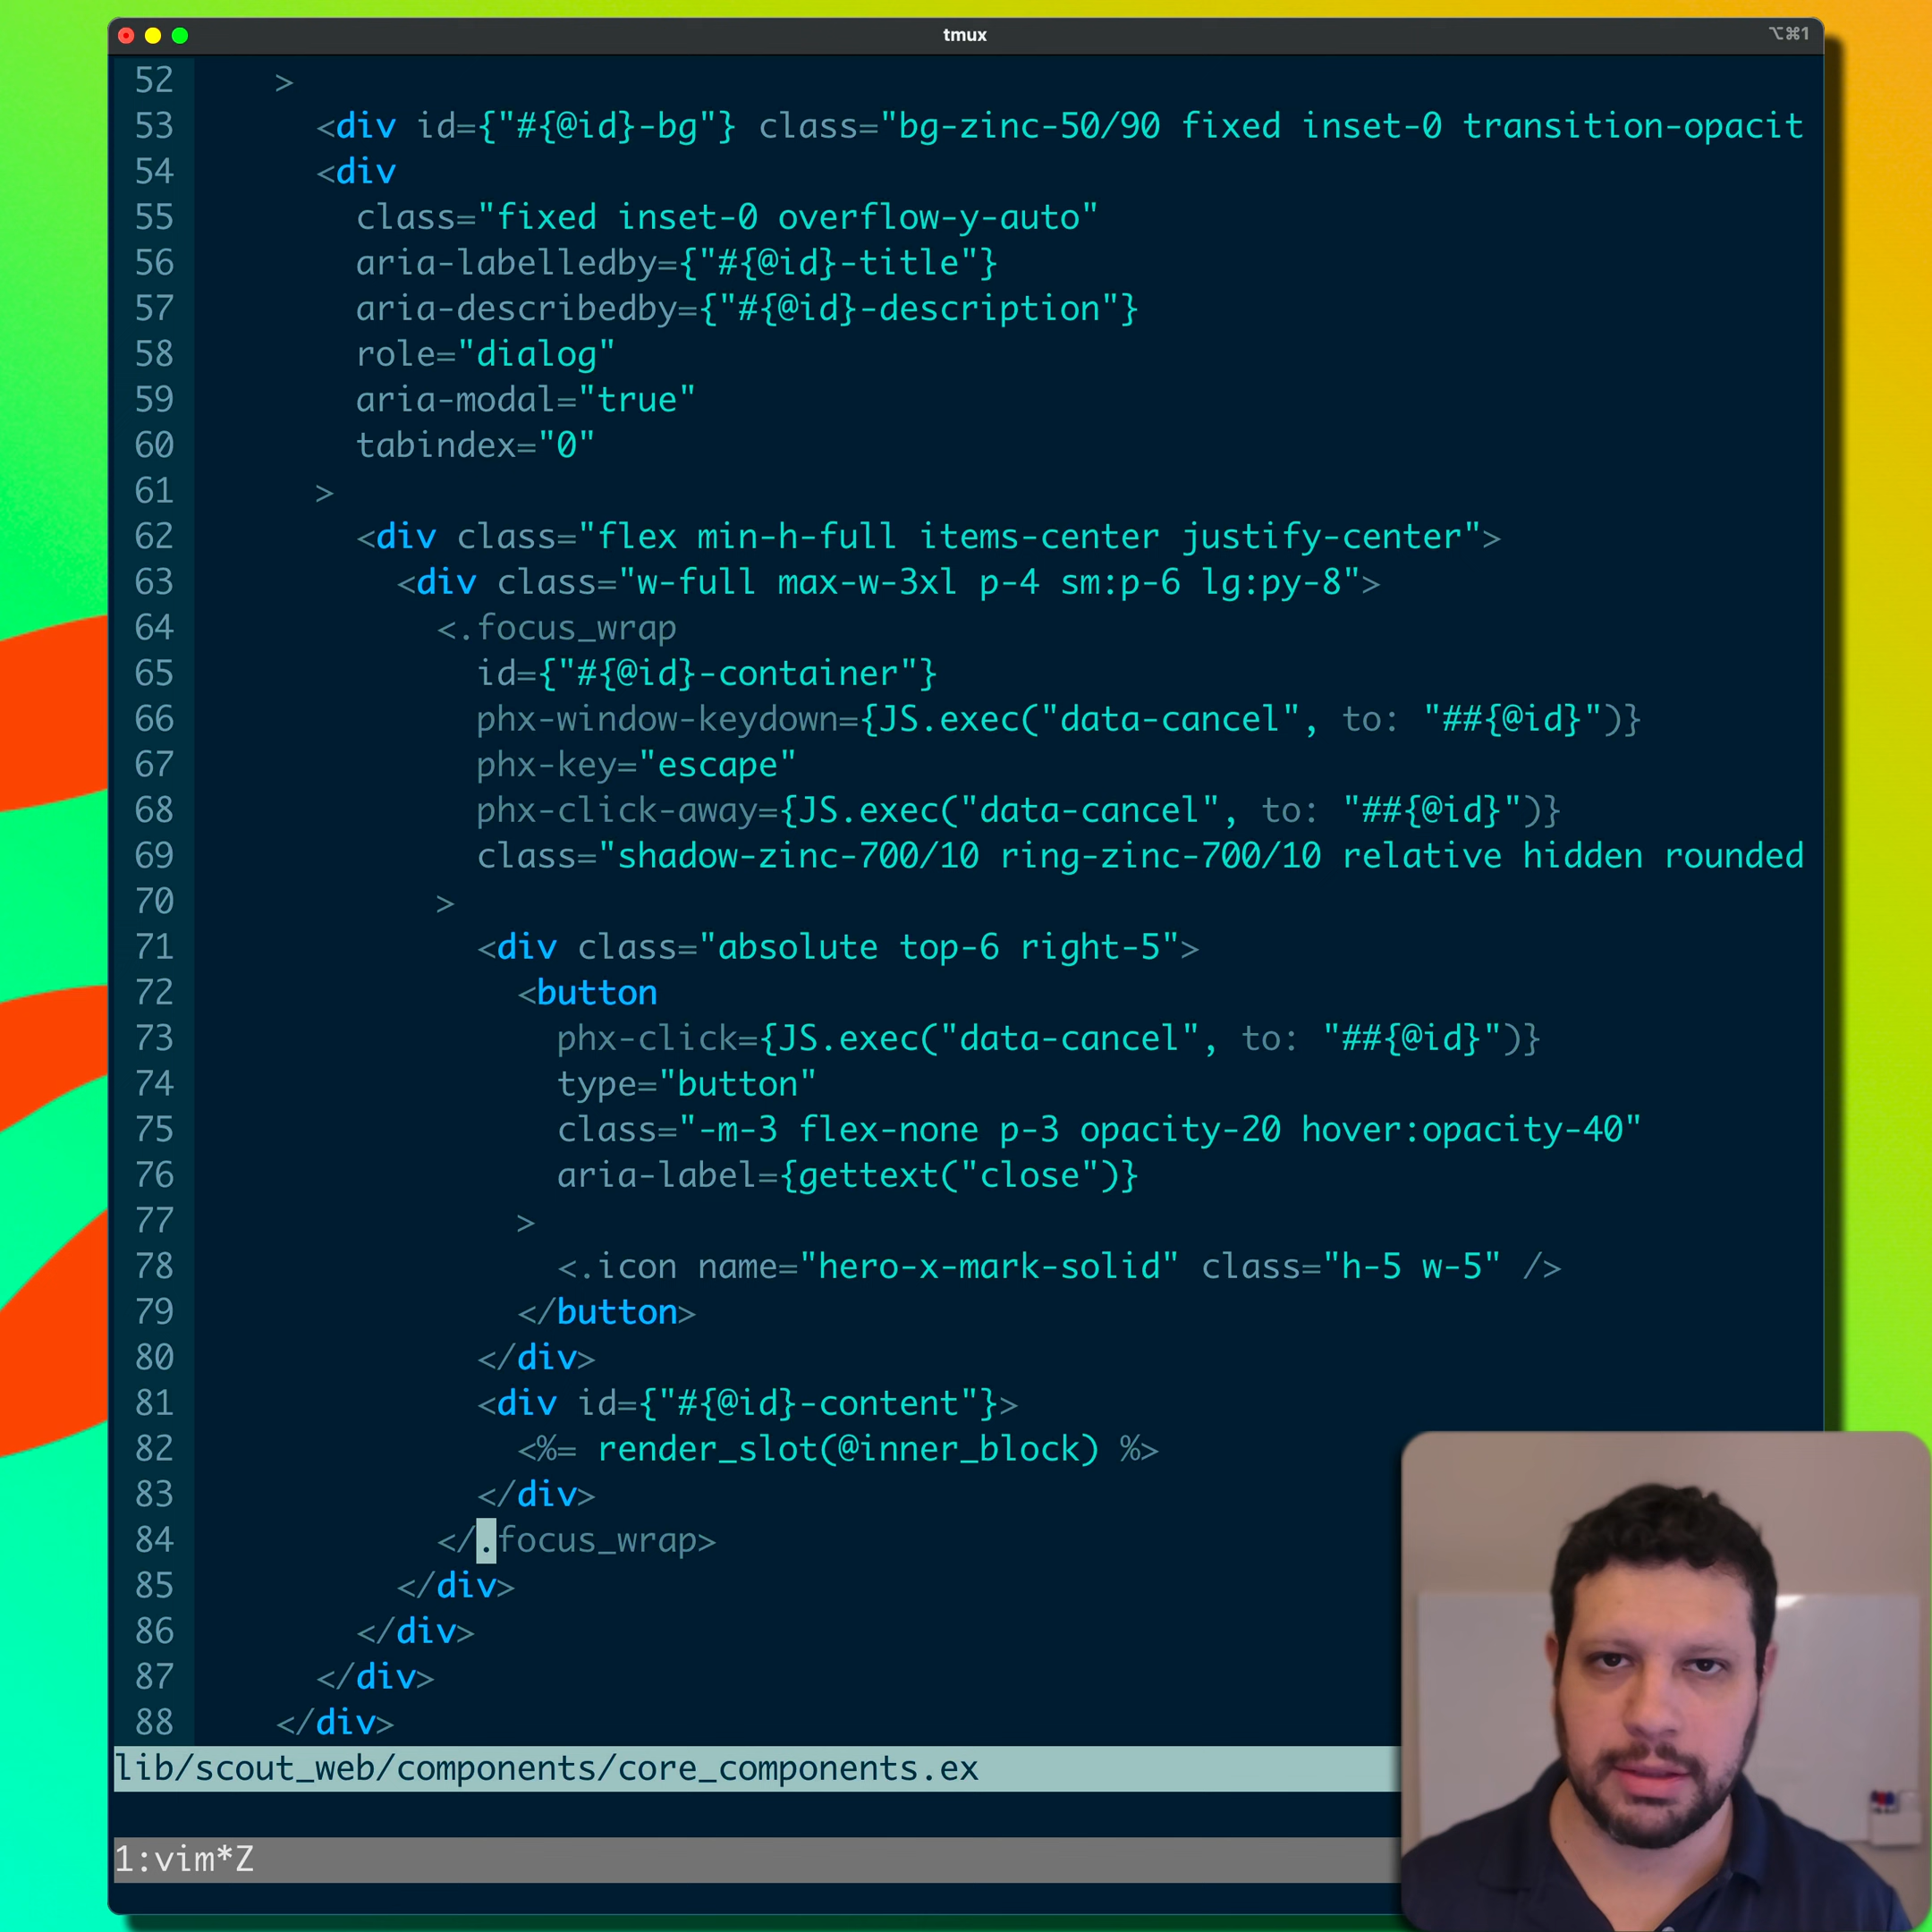 tmux
⌥⌘1
52 >
53 <div id={"#{@id}-bg"} class="bg-zinc-50/90 fixed inset-0 transition-opacit
54 <div
55 class="fixed inset-0 overflow-y-auto"
56 aria-labelledby={"#{@id}-title"}
57 aria-describedby={"#{@id}-description"}
58 role="dialog"
59 aria-modal="true"
60 tabindex="0"
61 >
62 <div class="flex min-h-full items-center justify-center">
63 <div class="w-full max-w-3xl p-4 sm:p-6 lg:py-8">
64 <.focus_wrap
65 id={"#{@id}-container"}
66 phx-window-keydown={JS.exec("data-cancel", to: "##{@id}")}
67 phx-key="escape"
68 phx-click-away={JS.exec("data-cancel", to: "##{@id}")}
69 class="shadow-zinc-700/10 ring-zinc-700/10 relative hidden rounded
70 >
71 <div class="absolute top-6 right-5">
72 <button
73 phx-click={JS.exec("data-cancel", to: "##{@id}")}
74 type="button"
75 class="-m-3 flex-none p-3 opacity-20 hover:opacity-40"
76 aria-label={gettext("close")}
77 >
78 <.icon name="hero-x-mark-solid" class="h-5 w-5" />
79 </button>
80 </div>
81 <div id={"#{@id}-content"}>
82 <%= render_slot(@inner_block) %>
83 </div>
84 </.focus_wrap>
85 </div>
86 </div>
87 </div>
88 </div>
lib/scout_web/components/core_components.ex
1:vim*Z